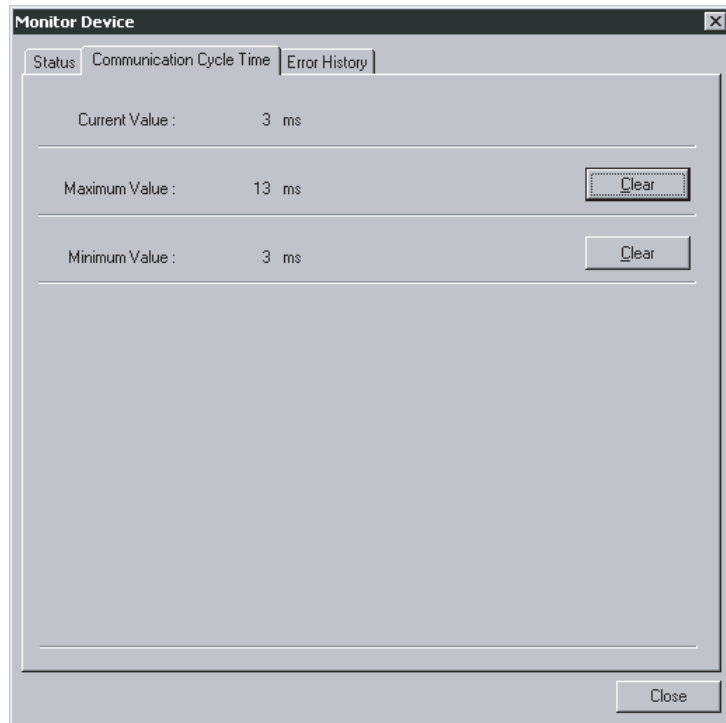 Monitor Device
Status Communication Cycle Time Error History
Current Value : 3 ms
Maximum Value : 13 ms Clear
Minimum Value : 3 ms Clear
Close